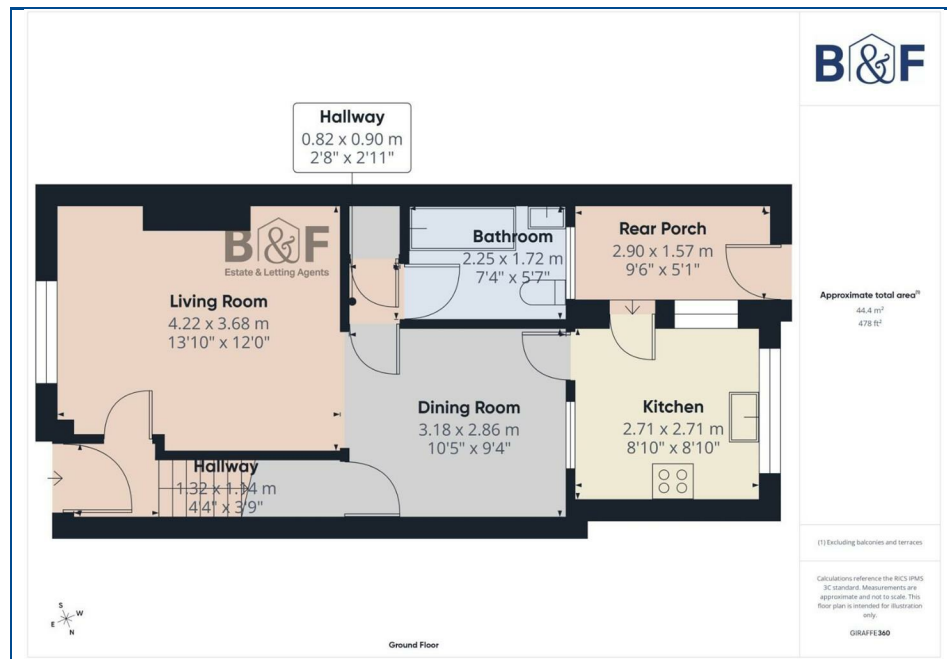 B&F
Hallway
0.82 x 0.90 m
2'8" x 2'11"
B&F
Estate & Letting Agents
Living Room
4.22 x 3.68 m
13'10" x 12'0"
Bathroom
2.25 x 1.72 m
7'4" x 5'7"
Rear Porch
2.90 x 1.57 m
9'6" x 5'1"
Dining Room
3.18 x 2.86 m
10'5" x 9'4"
Kitchen
2.71 x 2.71 m
8'10" x 8'10"
Hallway
1.32 x 1.14 m
4'4" x 3'9"
S
W
E
N
Ground Floor
Approximate total area(1)
44.4 m²
478 ft²
(1) Excluding balconies and terraces
Calculations reference the RICS IPMS
3C standard. Measurements are
approximate and not to scale. This
floor plan is intended for illustration
only.
GIRAFFE360